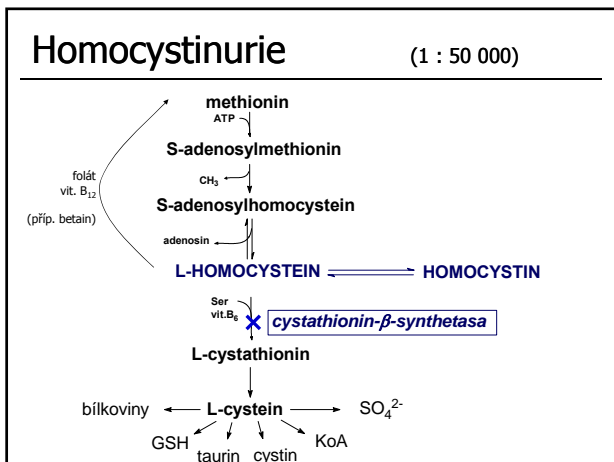 Homocystinurie (1 : 50 000)
methionin
ATP
S-adenosylmethionin
CH₃
S-adenosylhomocystein
folát
vit. B₁₂
(příp. betain)
adenosin
L-HOMOCYSTEIN HOMOCYSTIN
Ser
vit.B₆
cystathionin-β-synthetasa
L-cystathionin
bílkoviny L-cystein SO₄²⁻
GSH taurin cystin KoA